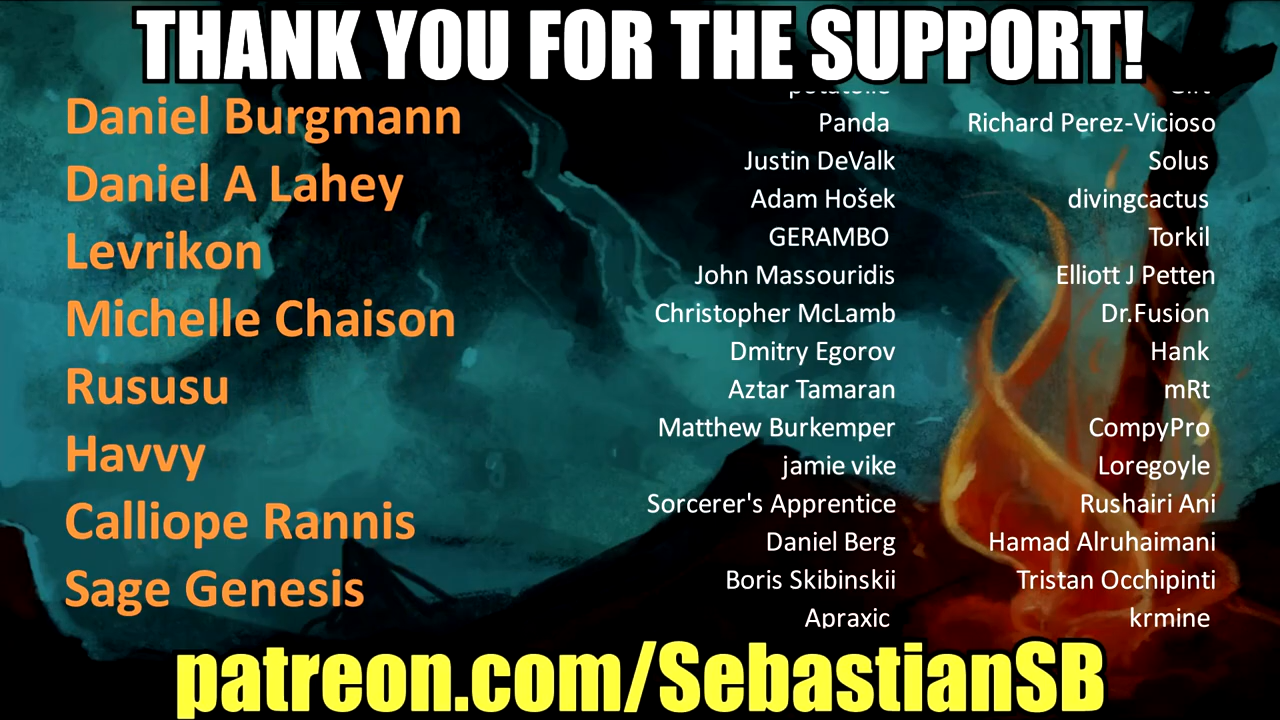 THANK YOU FOR THE SUPPORT!
Daniel Burgmann
Daniel A Lahey
Levrikon
Michelle Chaison
Rususu
Havvy
Calliope Rannis
Sage Genesis
Panda
Justin DeValk
Adam Hošek
GERAMBO
John Massouridis
Christopher McLamb
Dmitry Egorov
Aztar Tamaran
Matthew Burkemper
jamie vike
Sorcerer's Apprentice
Daniel Berg
Boris Skibinskii
Apraxic
Richard Perez-Vicioso
Solus
divingcactus
Torkil
Elliott J Petten
Dr.Fusion
Hank
mRt
CompyPro
Loregoyle
Rushairi Ani
Hamad Alruhaimani
Tristan Occhipinti
krmine
patreon.com/SebastianSB